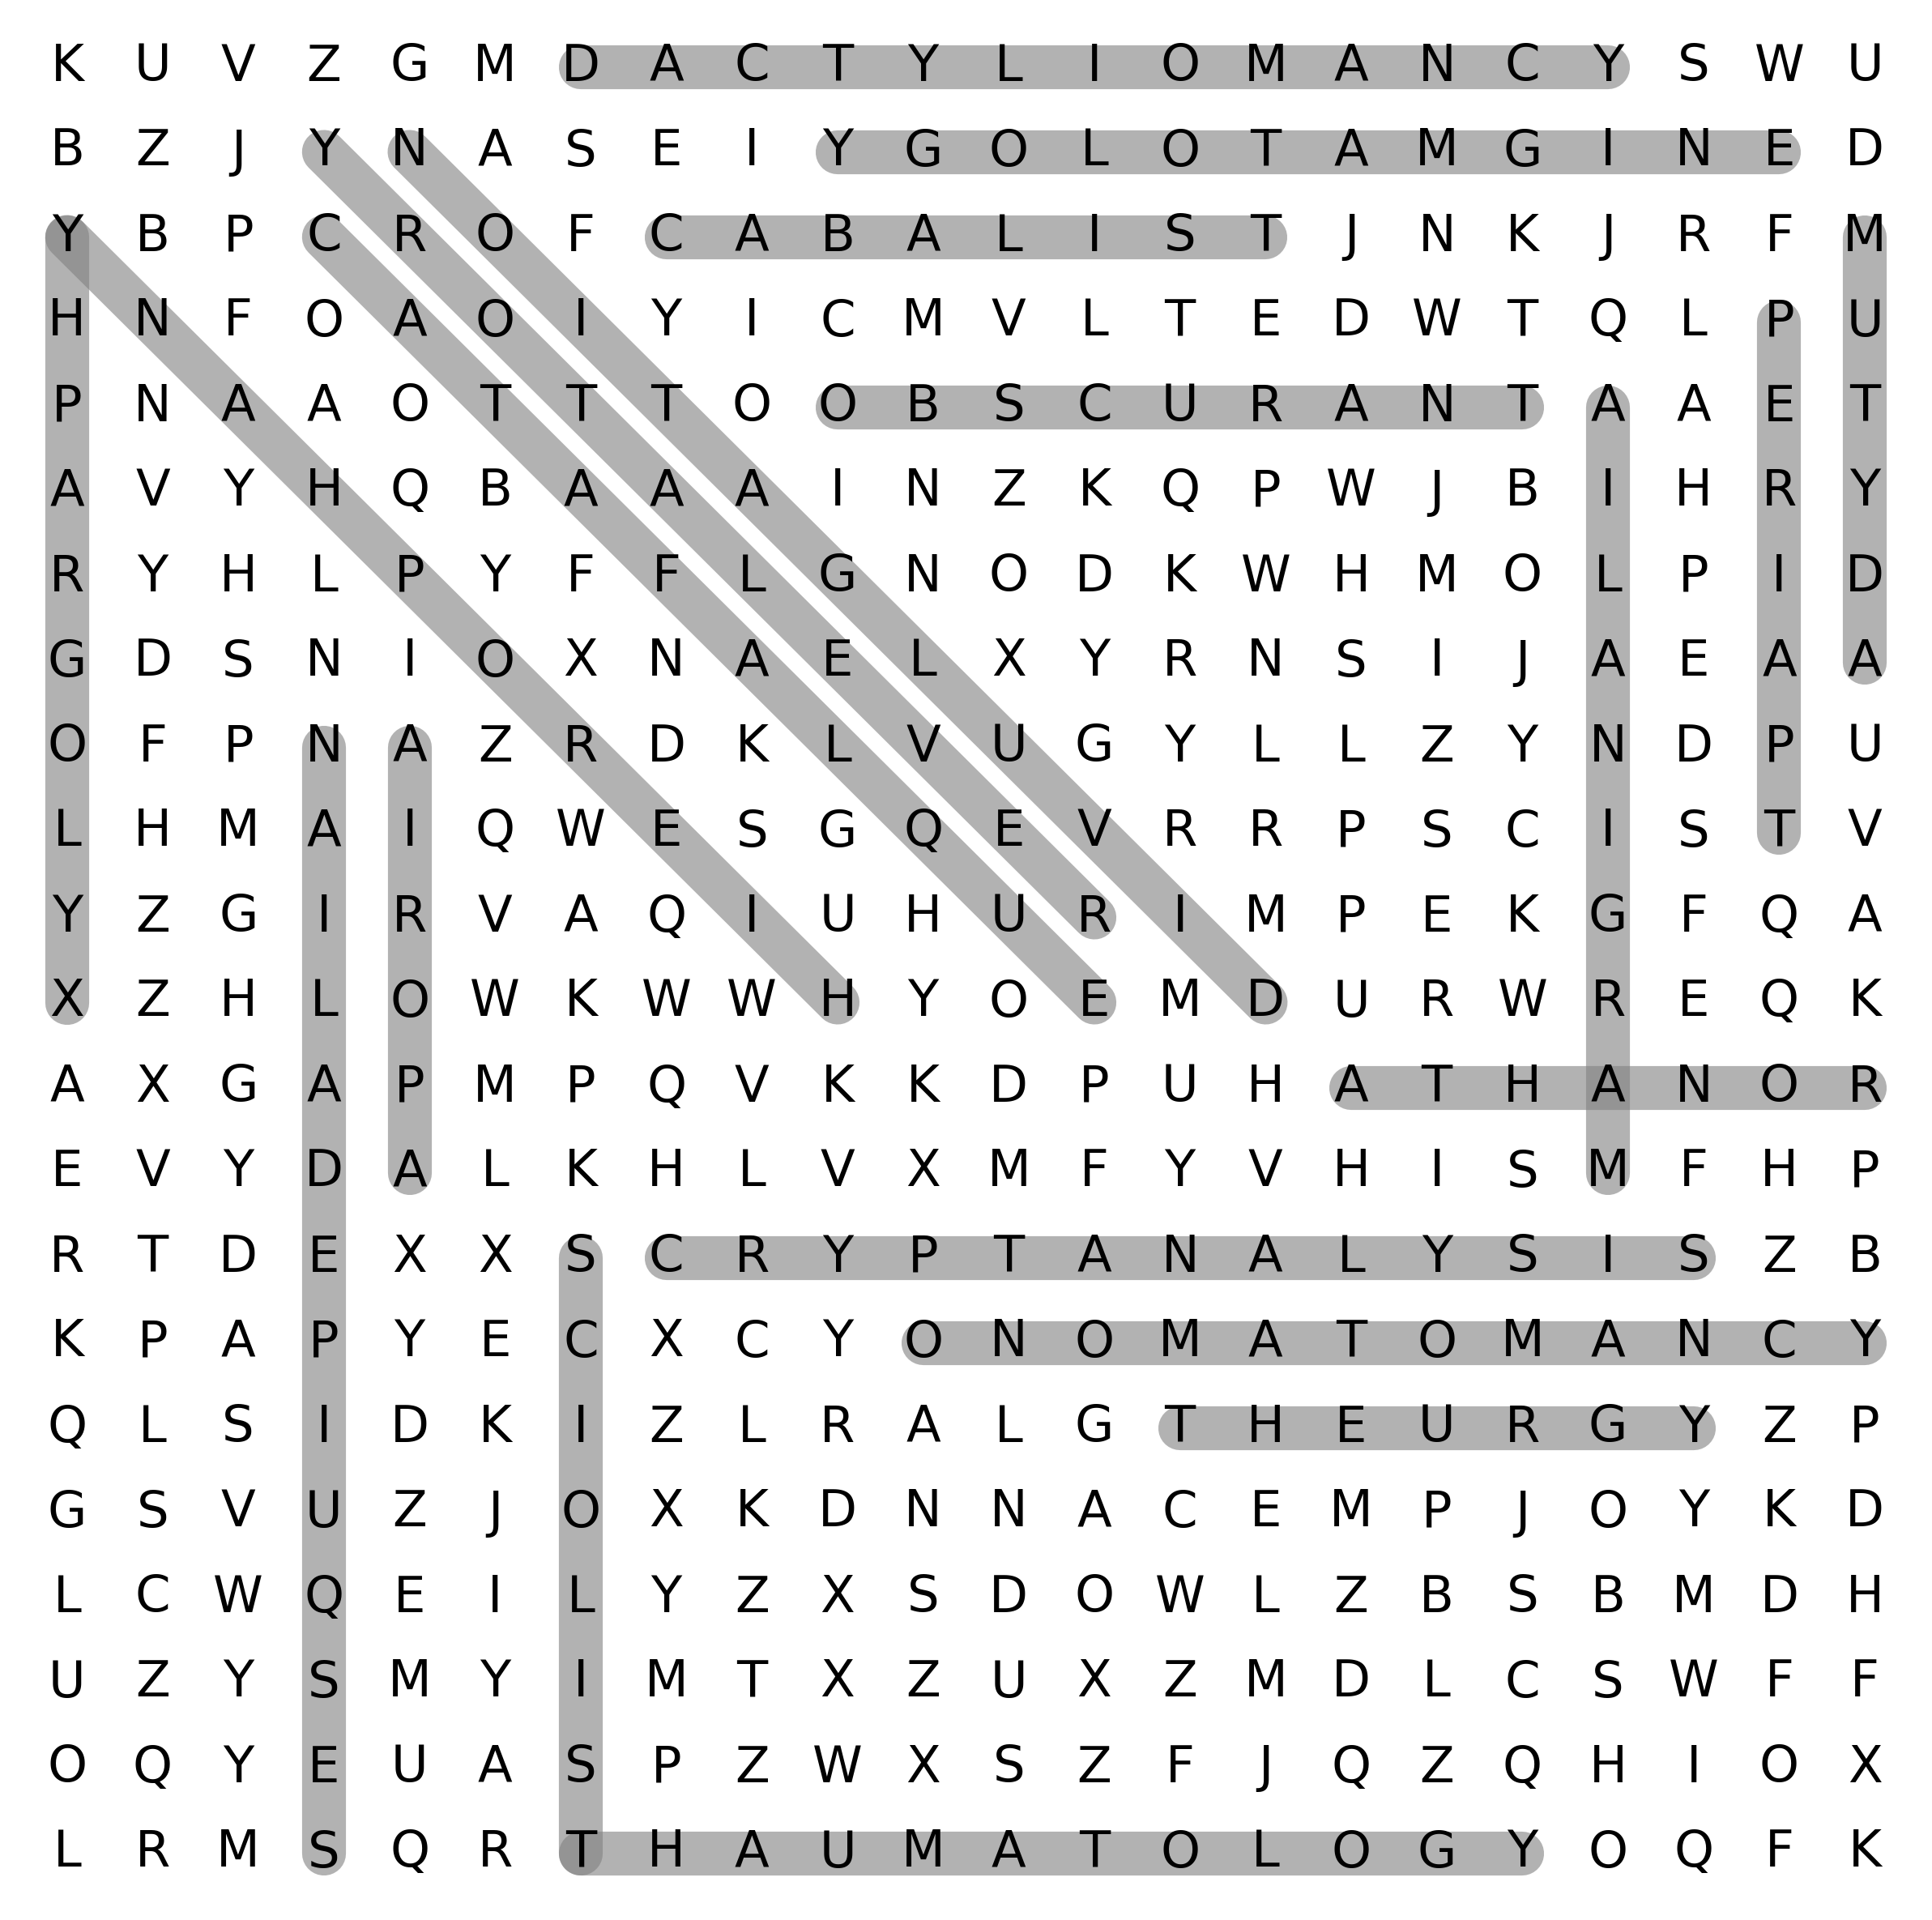 K U V Z G M D A C T Y L I O M A N C Y S W U
B Z J Y N A S E I Y G O L O T A M G I N E D
Y B P C R O F C A B A L I S T J N K J R F M
H N F O A O I Y I C M V L T E D W T Q L P U
P N A A O T T T O O B S C U R A N T A A E T
A V Y H Q B A A A I N Z K Q P W J B I H R Y
R Y H L P Y F F L G N O D K W H M O L P I D
G D S N I O X N A E L X Y R N S I J A E A A
O F P N A Z R D K L V U G Y L L Z Y N D P U
L H M A I Q W E S G Q E V R R P S C I S T V
Y Z G I R V A Q I U H U R I M P E K G F Q A
X Z H L O W K W W H Y O E M D U R W R E Q K
A X G A P M P Q V K K D P U H A T H A N O R
E V Y D A L K H L V X M F Y V H I S M F H P
R T D E X X S C R Y P T A N A L Y S I S Z B
K P A P Y E C X C Y O N O M A T O M A N C Y
Q L S I D K I Z L R A L G T H E U R G Y Z P
G S V U Z J O X K D N N A C E M P J O Y K D
L C W Q E I L Y Z X S D O W L Z B S B M D H
U Z Y S M Y I M T X Z U X Z M D L C S W F F
O Q Y E U A S P Z W X S Z F J Q Z Q H I O X
L R M S Q R T H A U M A T O L O G Y O Q F K